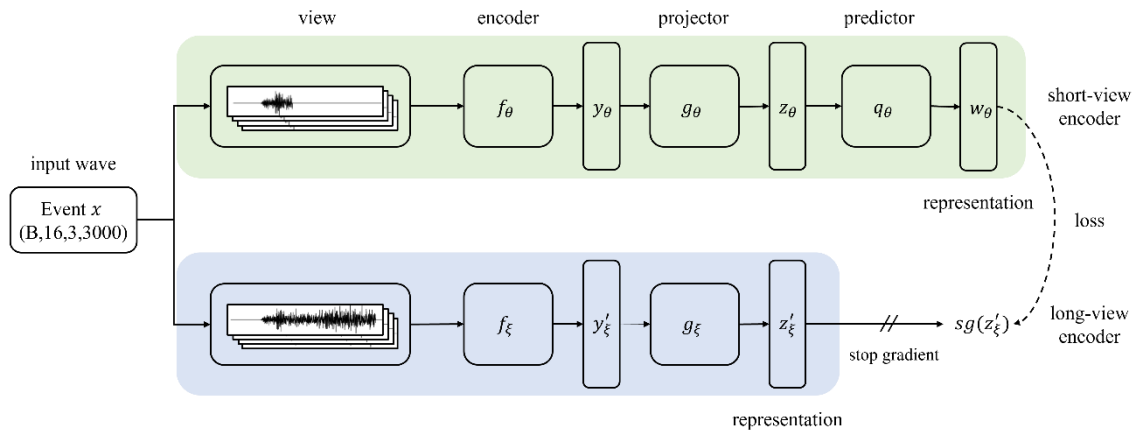 view encoder projector predictor
f_θ y_θ g_θ z_θ q_θ w_θ
short-view
encoder
input wave
Event x
(B,16,3,3000)
representation
loss
f_ξ y′_ξ g_ξ z′_ξ sg(z′_ξ)
stop gradient
long-view
encoder
representation